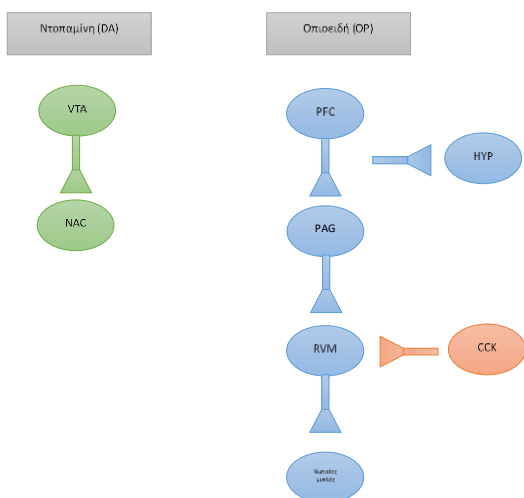 Ντοπαμίνη (DA)
Οπιοειδή (OP)
VTA
PFC
HYP
NAC
PAG
RVM
CCK
Νωτιαίος
μυελός